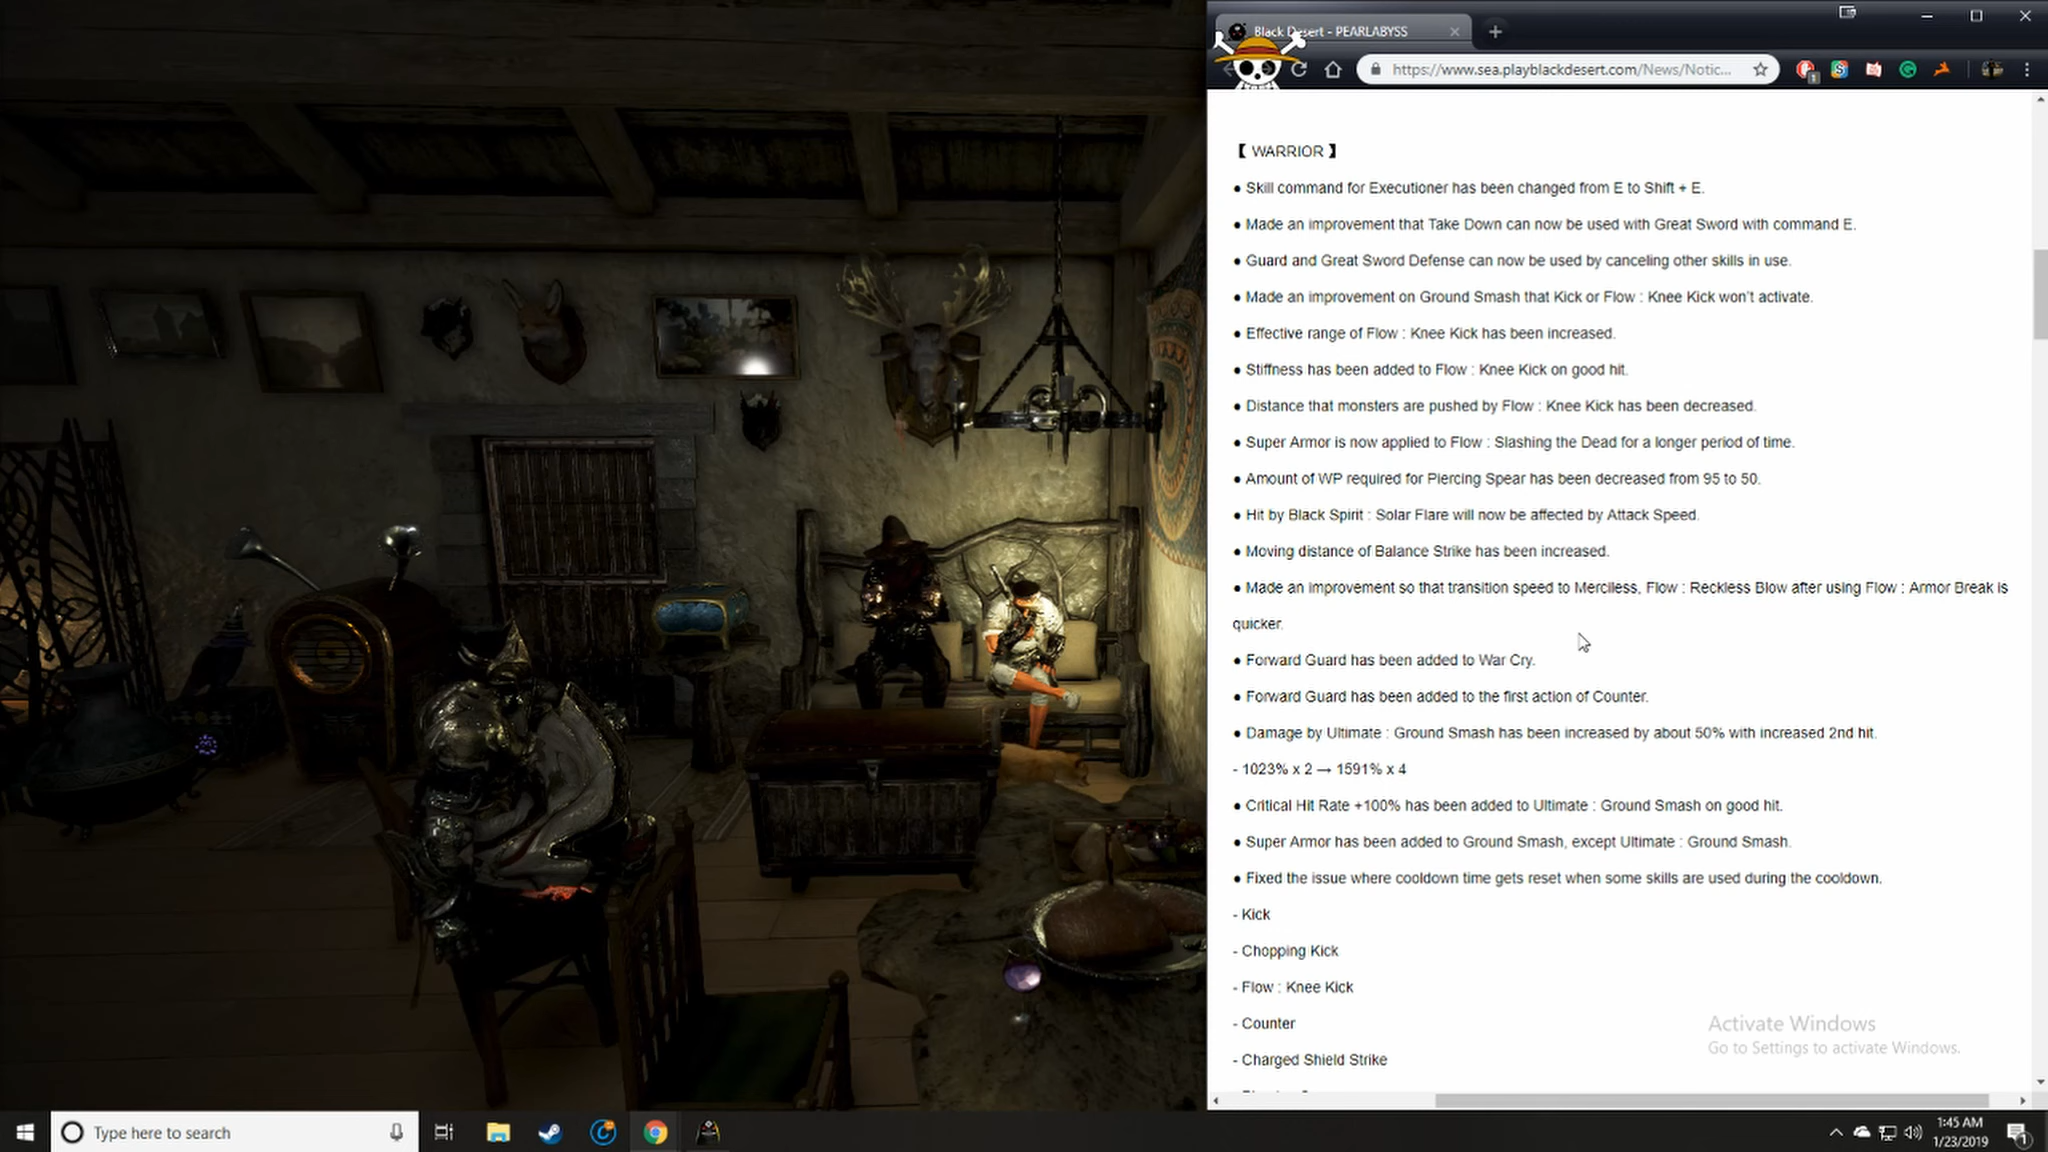 Black Desert - PEARLABYSS
https://www.sea.playblackdesert.com/News/Notic...
【 WARRIOR 】
● Skill command for Executioner has been changed from E to Shift + E.
● Made an improvement that Take Down can now be used with Great Sword with command E.
● Guard and Great Sword Defense can now be used by canceling other skills in use.
● Made an improvement on Ground Smash that Kick or Flow : Knee Kick won't activate.
● Effective range of Flow : Knee Kick has been increased.
● Stiffness has been added to Flow : Knee Kick on good hit.
● Distance that monsters are pushed by Flow : Knee Kick has been decreased.
● Super Armor is now applied to Flow : Slashing the Dead for a longer period of time.
● Amount of WP required for Piercing Spear has been decreased from 95 to 50.
● Hit by Black Spirit : Solar Flare will now be affected by Attack Speed.
● Moving distance of Balance Strike has been increased.
● Made an improvement so that transition speed to Merciless, Flow : Reckless Blow after using Flow : Armor Break is
quicker.
● Forward Guard has been added to War Cry.
● Forward Guard has been added to the first action of Counter.
● Damage by Ultimate : Ground Smash has been increased by about 50% with increased 2nd hit.
- 1023% x 2 → 1591% x 4
● Critical Hit Rate +100% has been added to Ultimate : Ground Smash on good hit.
● Super Armor has been added to Ground Smash, except Ultimate : Ground Smash.
● Fixed the issue where cooldown time gets reset when some skills are used during the cooldown.
- Kick
- Chopping Kick
- Flow : Knee Kick
- Counter
- Charged Shield Strike
Activate Windows
Go to Settings to activate Windows.
Type here to search
1:45 AM
1/23/2019